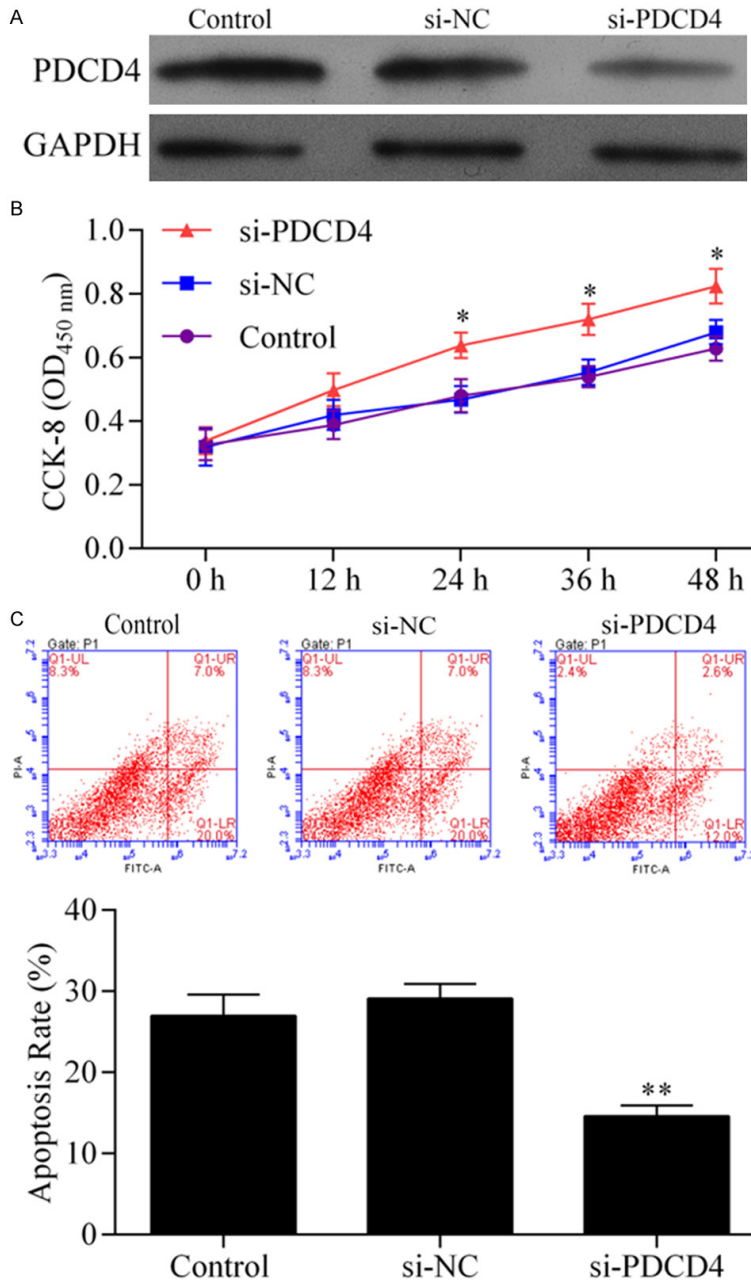 A
Control si-NC si-PDCD4
PDCD4
GAPDH
B
1.0
0.8
0.6
0.4
0.2
0.0
CCK-8 (OD450 nm)
si-PDCD4
si-NC
Control
* * *
0 h 12 h 24 h 36 h 48 h
C
Control si-NC si-PDCD4
Gate: P1 Gate: P1 Gate: P1
Q1-UL Q1-UR Q1-UL Q1-UR Q1-UL Q1-UR
8.3% 7.0% 8.3% 7.0% 2.4% 2.6%
PI-A PI-A PI-A
Q1-LR Q1-LR Q1-LR
20.0% 20.0% 12.0%
FITC-A FITC-A FITC-A
40
30
20
10
0
Apoptosis Rate (%)
**
Control si-NC si-PDCD4